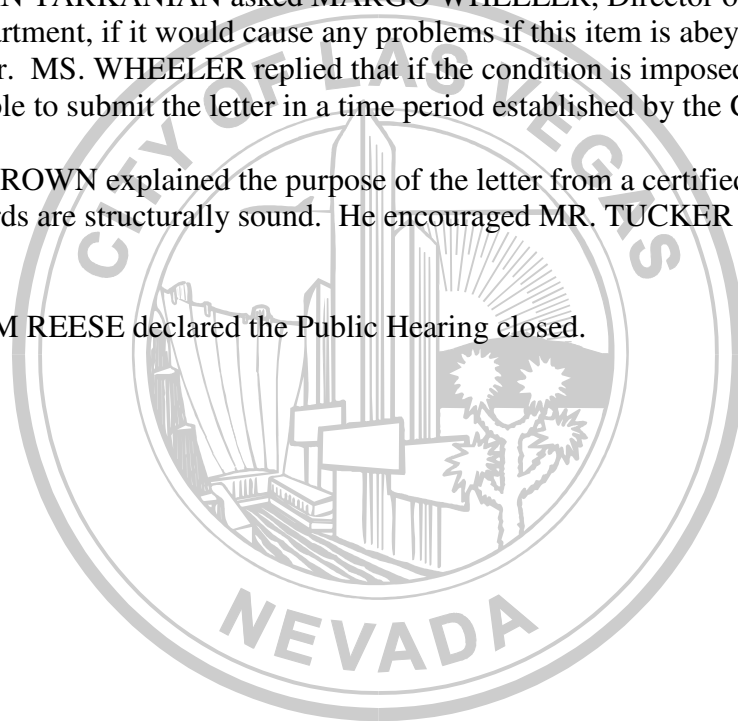 N TARKANIAN asked MARGO WHEELER, Director o
artment, if it would cause any problems if this item is abey
r. MS. WHEELER replied that if the condition is imposed
ble to submit the letter in a time period established by the C
ROWN explained the purpose of the letter from a certified
rds are structurally sound. He encouraged MR. TUCKER
M REESE declared the Public Hearing closed.
CITY OF LAS VEGAS
NEVADA